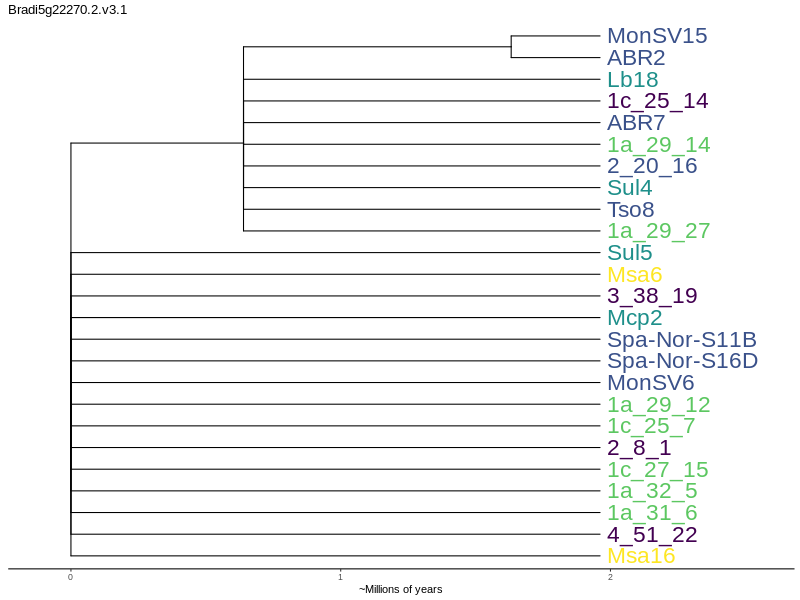 Bradi5g22270.2.v3.1
MonSV15
ABR2
Lb18
1c_25_14
ABR7
1a_29_14
2_20_16
Sul4
Tso8
1a_29_27
Sul5
Msa6
3_38_19
Mcp2
Spa-Nor-S11B
Spa-Nor-S16D
MonSV6
1a_29_12
1c_25_7
2_8_1
1c_27_15
1a_32_5
1a_31_6
4_51_22
Msa16
0 1 2
~Millions of years